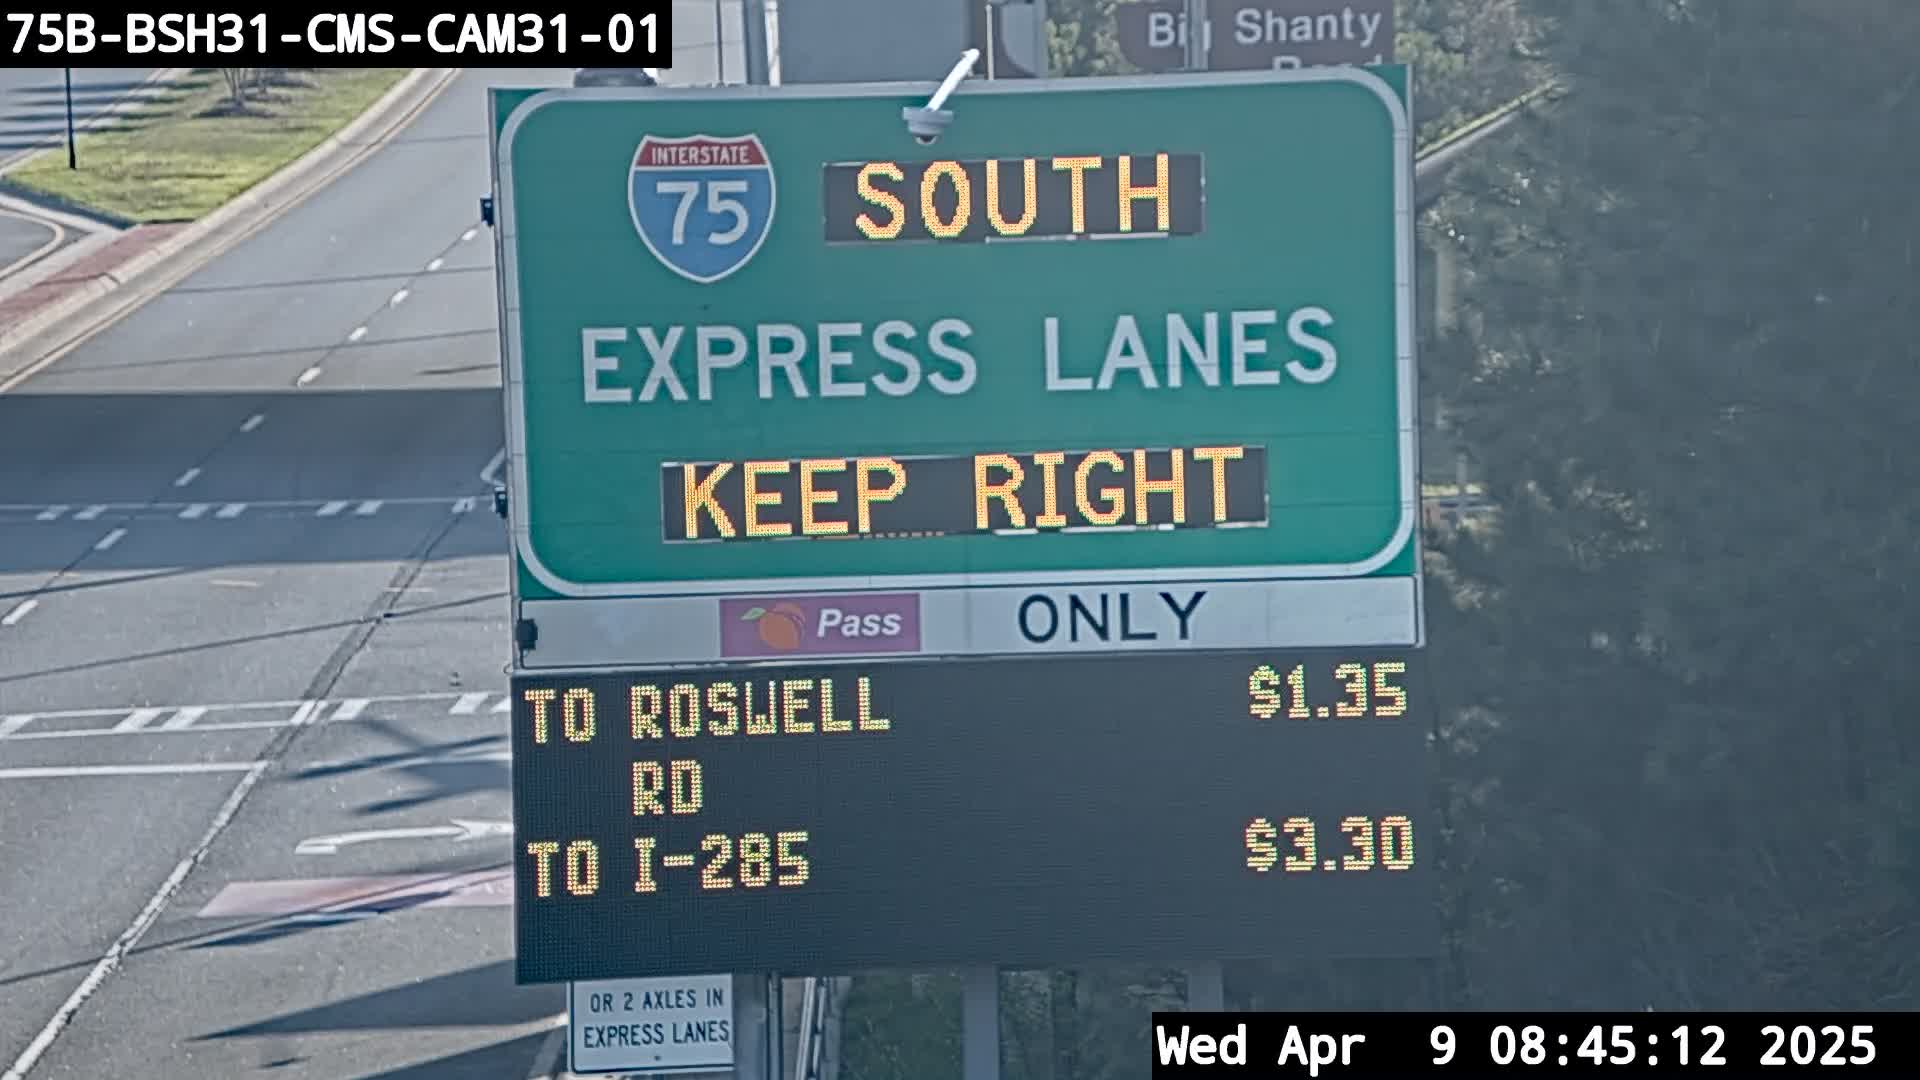 75B-BSH31-CMS-CAM31-01
Big Shanty
Road
INTERSTATE
75
SOUTH
EXPRESS LANES
KEEP RIGHT
Pass ONLY
TO ROSWELL $1.35
RD
TO I-285 $3.30
OR 2 AXLES IN
EXPRESS LANES
Wed Apr 9 08:45:12 2025